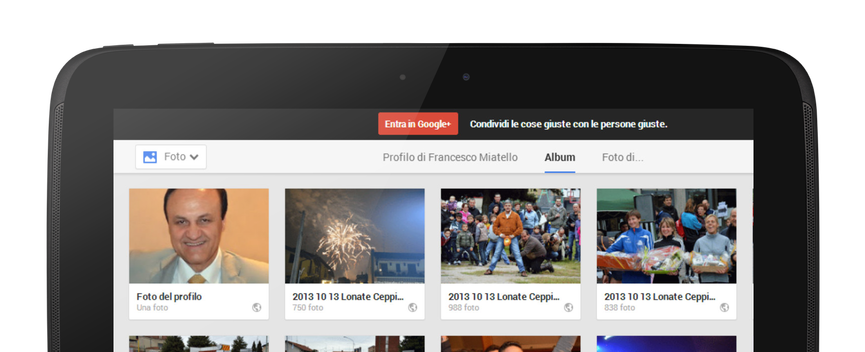 Entra in Google+ Condividi le cose giuste con le persone giuste.
Foto Profilo di Francesco Miatello Album Foto di...
Foto del profilo
Una foto
2013 10 13 Lonate Ceppi...
750 foto
2013 10 13 Lonate Ceppi...
988 foto
2013 10 13 Lonate Ceppi...
838 foto